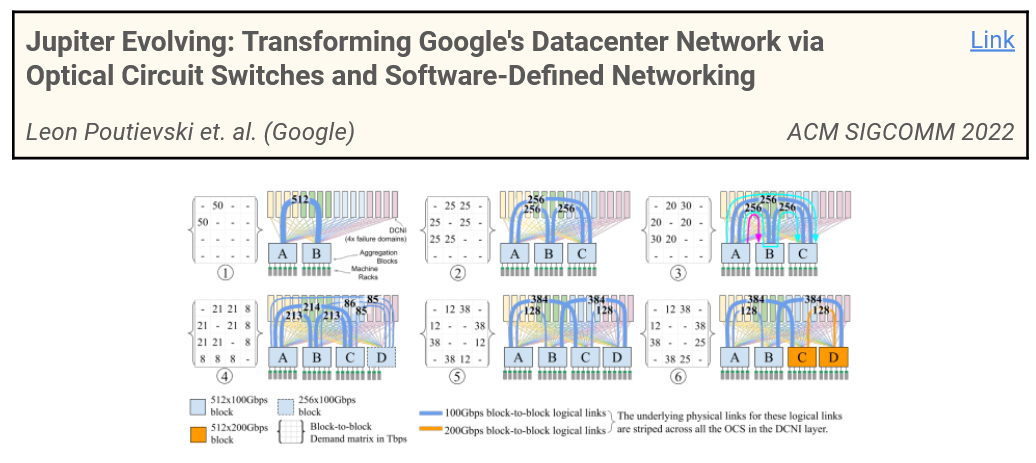 Jupiter Evolving: Transforming Google's Datacenter Network via
Link
Optical Circuit Switches and Software-Defined Networking
Leon Poutievski et. al. (Google)
ACM SIGCOMM 2022
- 50 - -
50 - - -
- - - -
- - - -
①
512
DCNI
(4x failure domains)
A B
Aggregation
Blocks
Machine
Racks
- 25 25 -
25 - 25 -
25 25 - -
- - - -
②
256
256 256
A B C
- 20 30 -
20 - 20 -
30 20 - -
- - - -
③
256
256 256
A B C
- 21 21 8
21 - 21 8
21 21 - 8
8 8 8 -
④
85
86
214 85
213 213
A B C D
- 12 38 -
12 - - 38
38 - - 12
- 38 12 -
⑤
384 384
128 128
A B C D
- 12 38 -
12 - - 38
38 - - 25
- 38 25 -
⑥
384 384
128 128
A B C D
512x100Gbps
block
256x100Gbps
block
512x200Gbps
block
Block-to-block
Demand matrix in Tbps
100Gbps block-to-block logical links
200Gbps block-to-block logical links
The underlying physical links for these logical links
are striped across all the OCS in the DCNI layer.